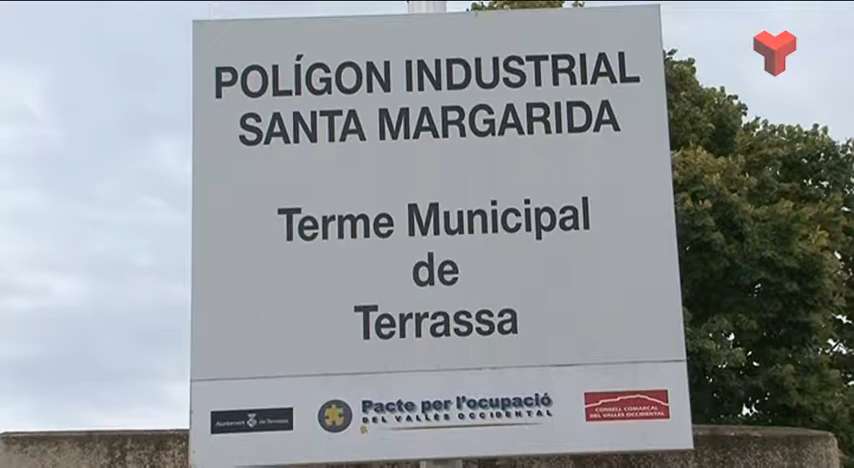 POLÍGON INDUSTRIAL
SANTA MARGARIDA
Terme Municipal
de
Terrassa
Ajuntament de Terrassa
Pacte per l'ocupació
DEL VALLÈS OCCIDENTAL
CONSELL COMARCAL
DEL VALLÈS OCCIDENTAL